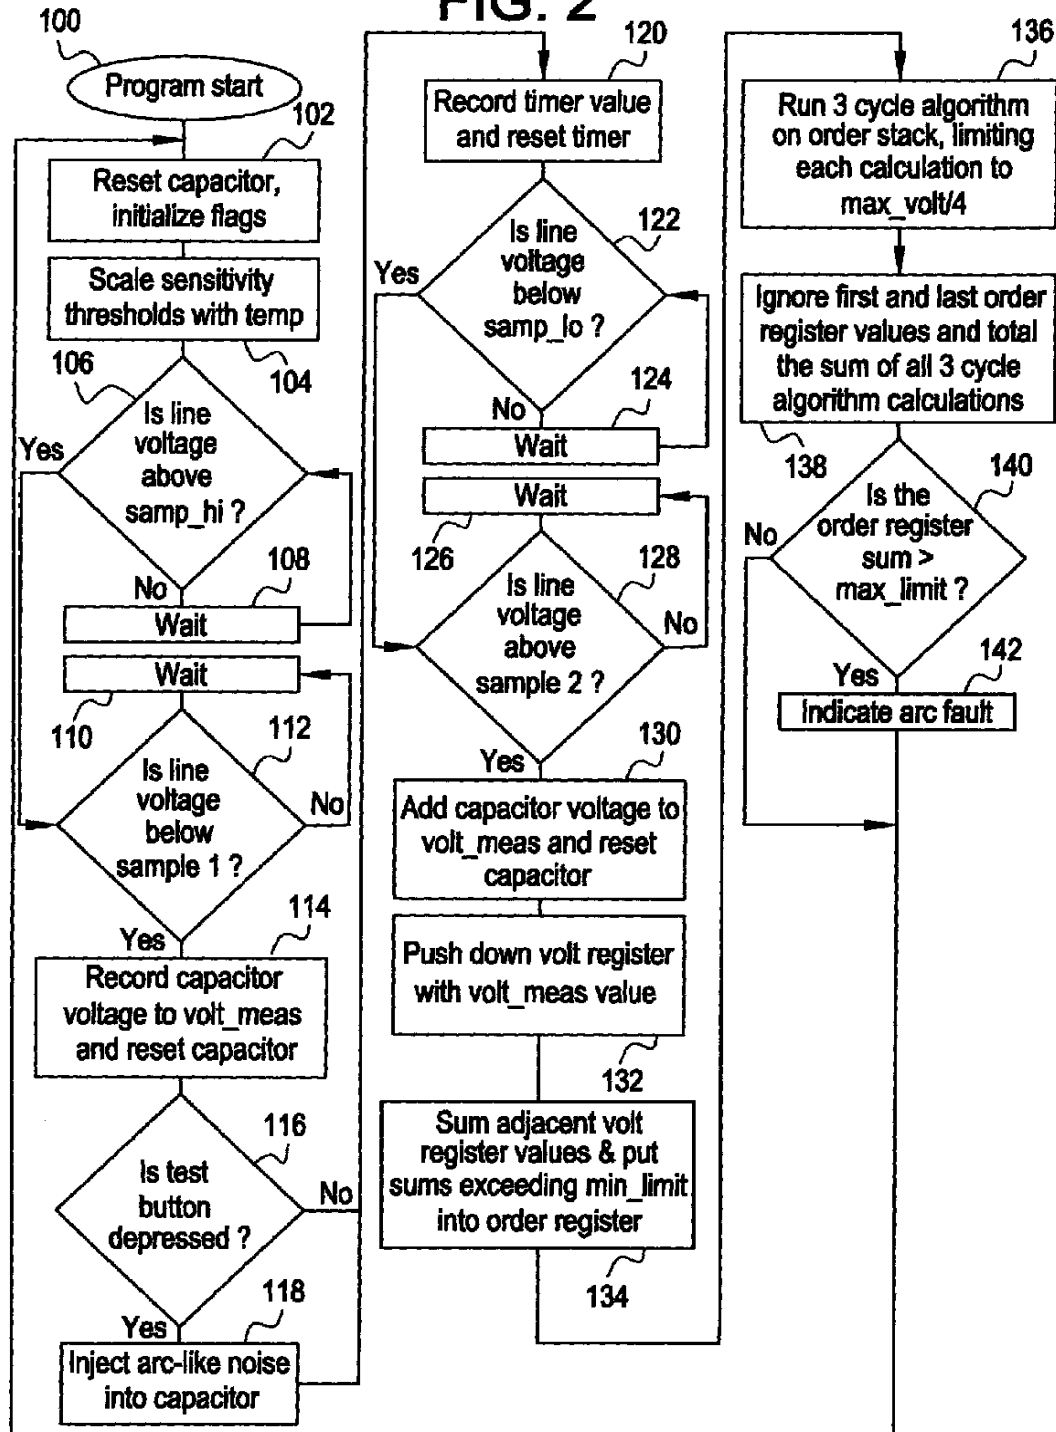 FIG. 2
100
Program start
102
Reset capacitor,
initialize flags
Scale sensitivity
thresholds with temp
104
106
Is line
voltage
above
samp_hi ?
Yes
No
108
Wait
Wait
110
112
Is line
voltage
below
sample 1 ?
No
Yes
114
Record capacitor
voltage to volt_meas
and reset capacitor
116
Is test
button
depressed ?
No
Yes
118
Inject arc-like noise
into capacitor
120
Record timer value
and reset timer
122
Is line
voltage
below
samp_lo ?
Yes
No
124
Wait
Wait
126
128
Is line
voltage
above
sample 2 ?
No
Yes
130
Add capacitor voltage to
volt_meas and reset
capacitor
Push down volt register
with volt_meas value
132
Sum adjacent volt
register values & put
sums exceeding min_limit
into order register
134
136
Run 3 cycle algorithm
on order stack, limiting
each calculation to
max_volt/4
Ignore first and last order
register values and total
the sum of all 3 cycle
algorithm calculations
138
140
Is the
order register
sum >
max_limit ?
No
Yes
142
Indicate arc fault